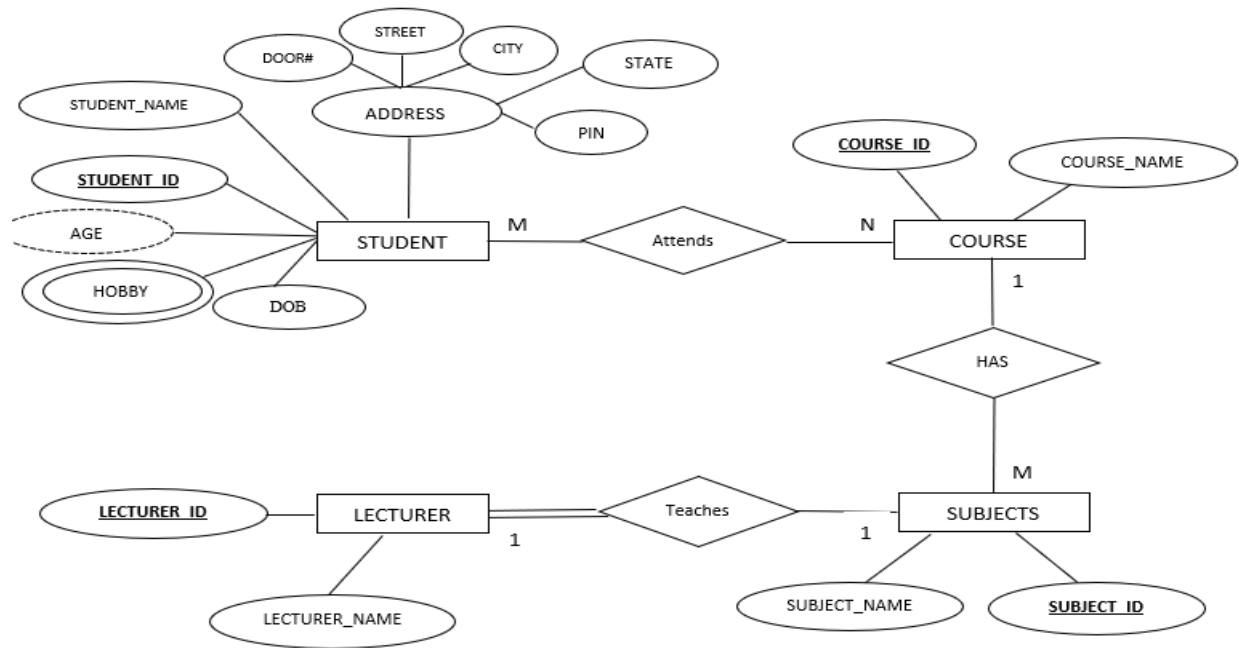 STREET
DOOR#
CITY
STATE
STUDENT_NAME
ADDRESS
PIN
COURSE_ID
COURSE_NAME
STUDENT_ID
AGE
STUDENT
M
Attends
N
COURSE
HOBBY
DOB
1
HAS
M
LECTURER_ID
LECTURER
1
Teaches
1
SUBJECTS
LECTURER_NAME
SUBJECT_NAME
SUBJECT_ID